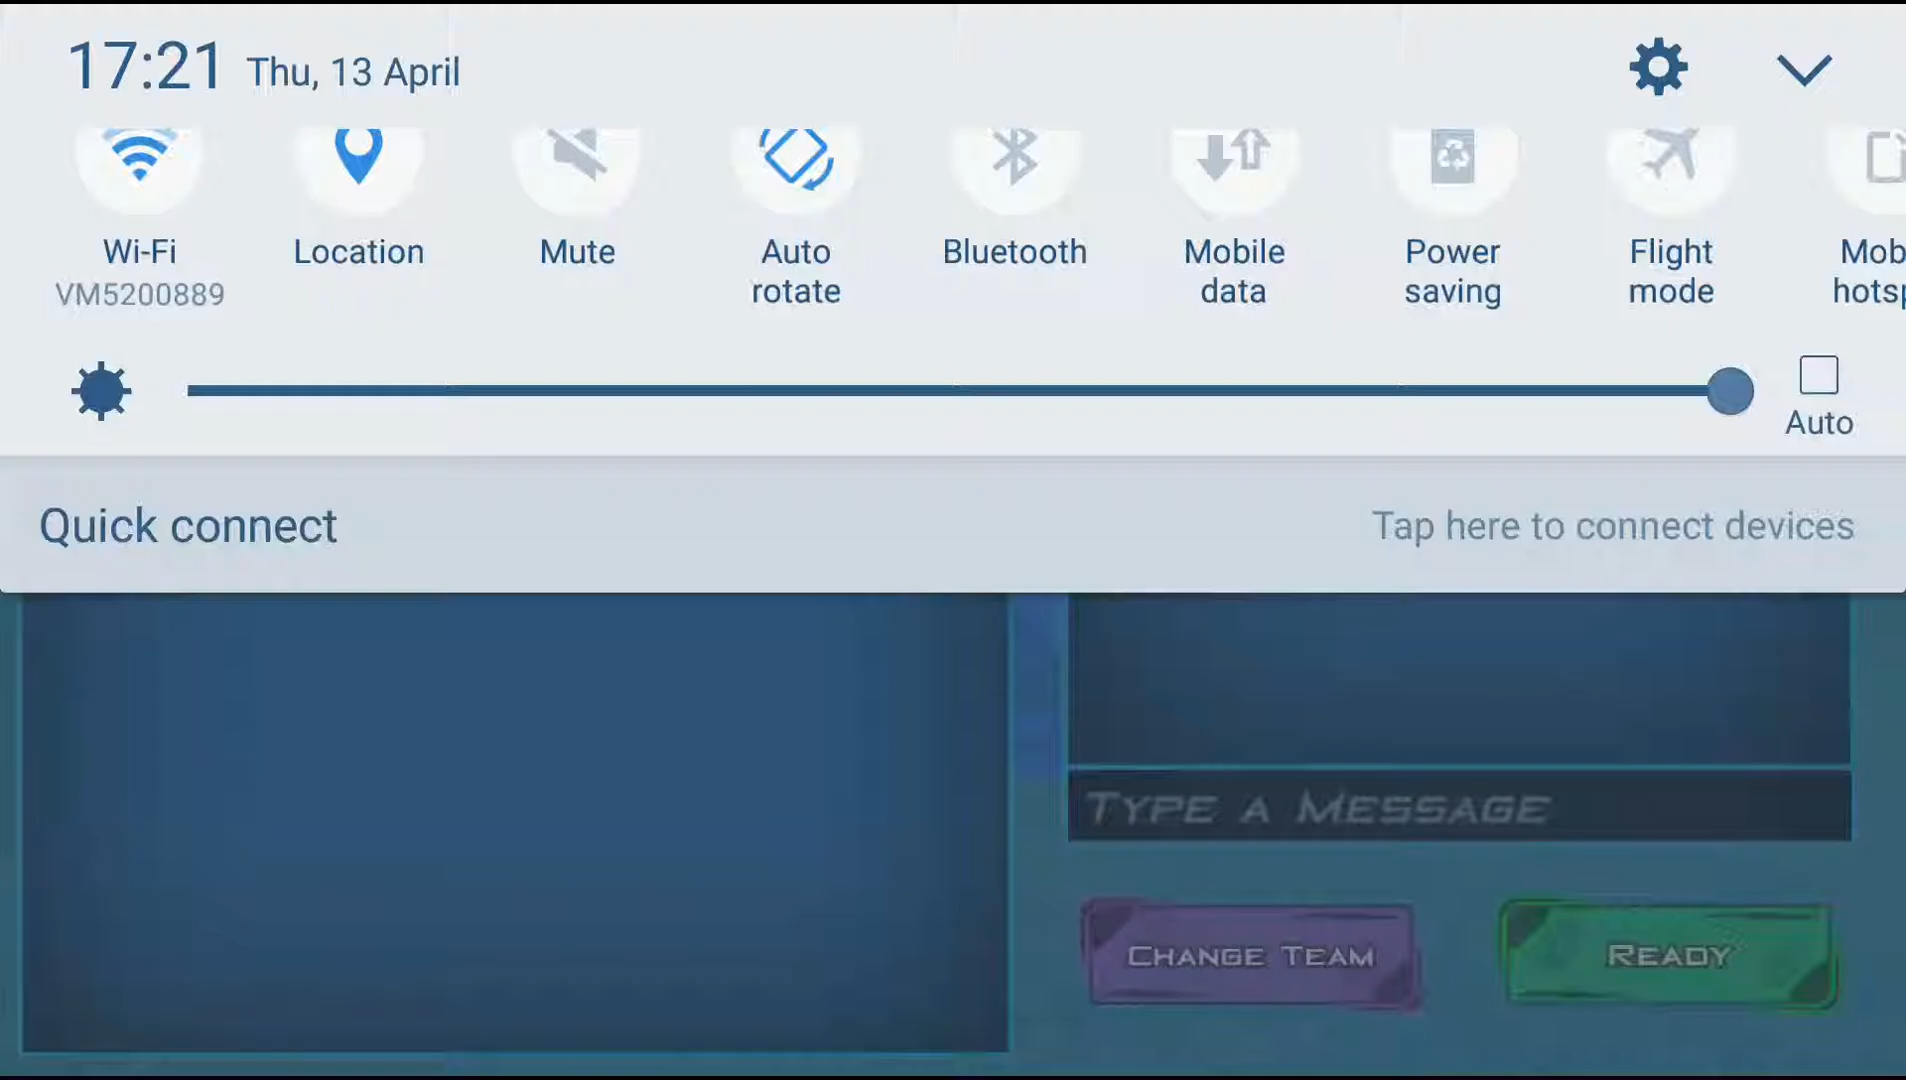 17:21 Thu, 13 April
Wi-Fi Location Mute Auto rotate Bluetooth Mobile data Power saving Flight mode
VM5200889
Auto
Quick connect Tap here to connect devices
Type a Message
Change Team Ready